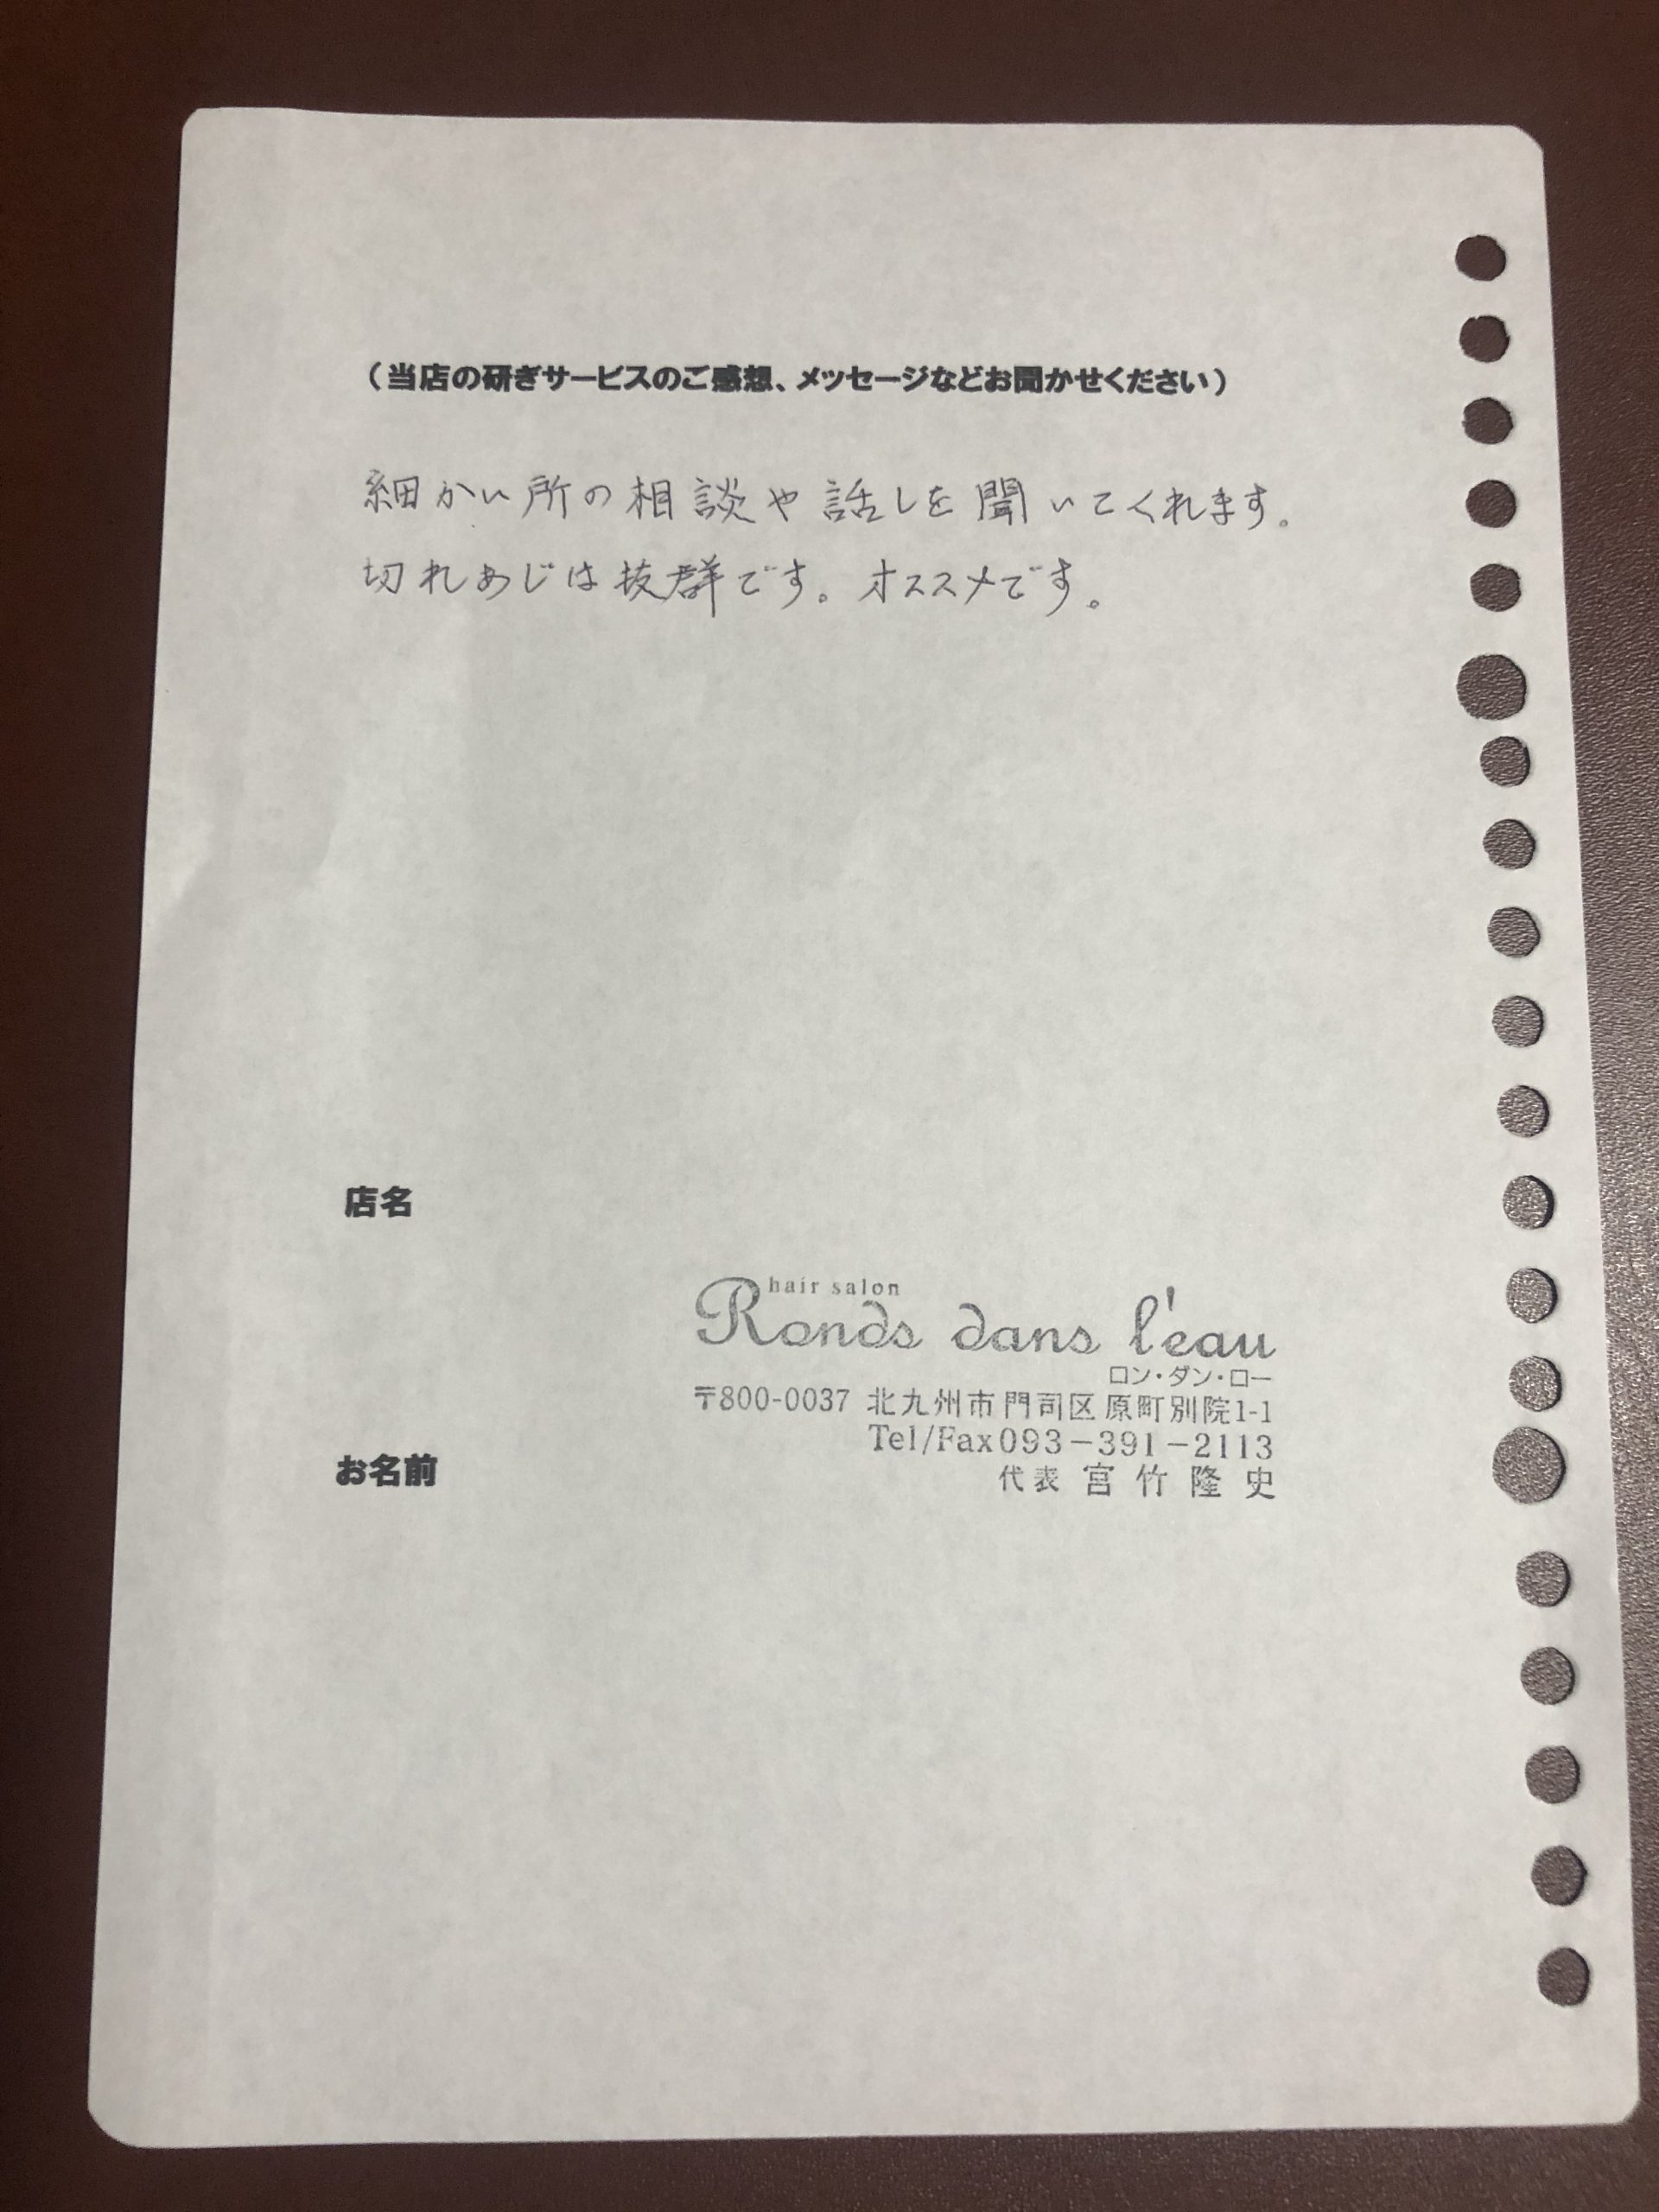 （当店の研ぎサービスのご感想、メッセージなどお聞かせください）
細かい所の相談や話しを聞いてくれます。
切れあじは抜群です。オススメです。
店名
hair salon
Ronds dans l'eau
ロン・ダン・ロー
〒800-0037 北九州市門司区原町別院1-1
Tel/Fax093-391-2113
お名前
代表 宮竹隆史